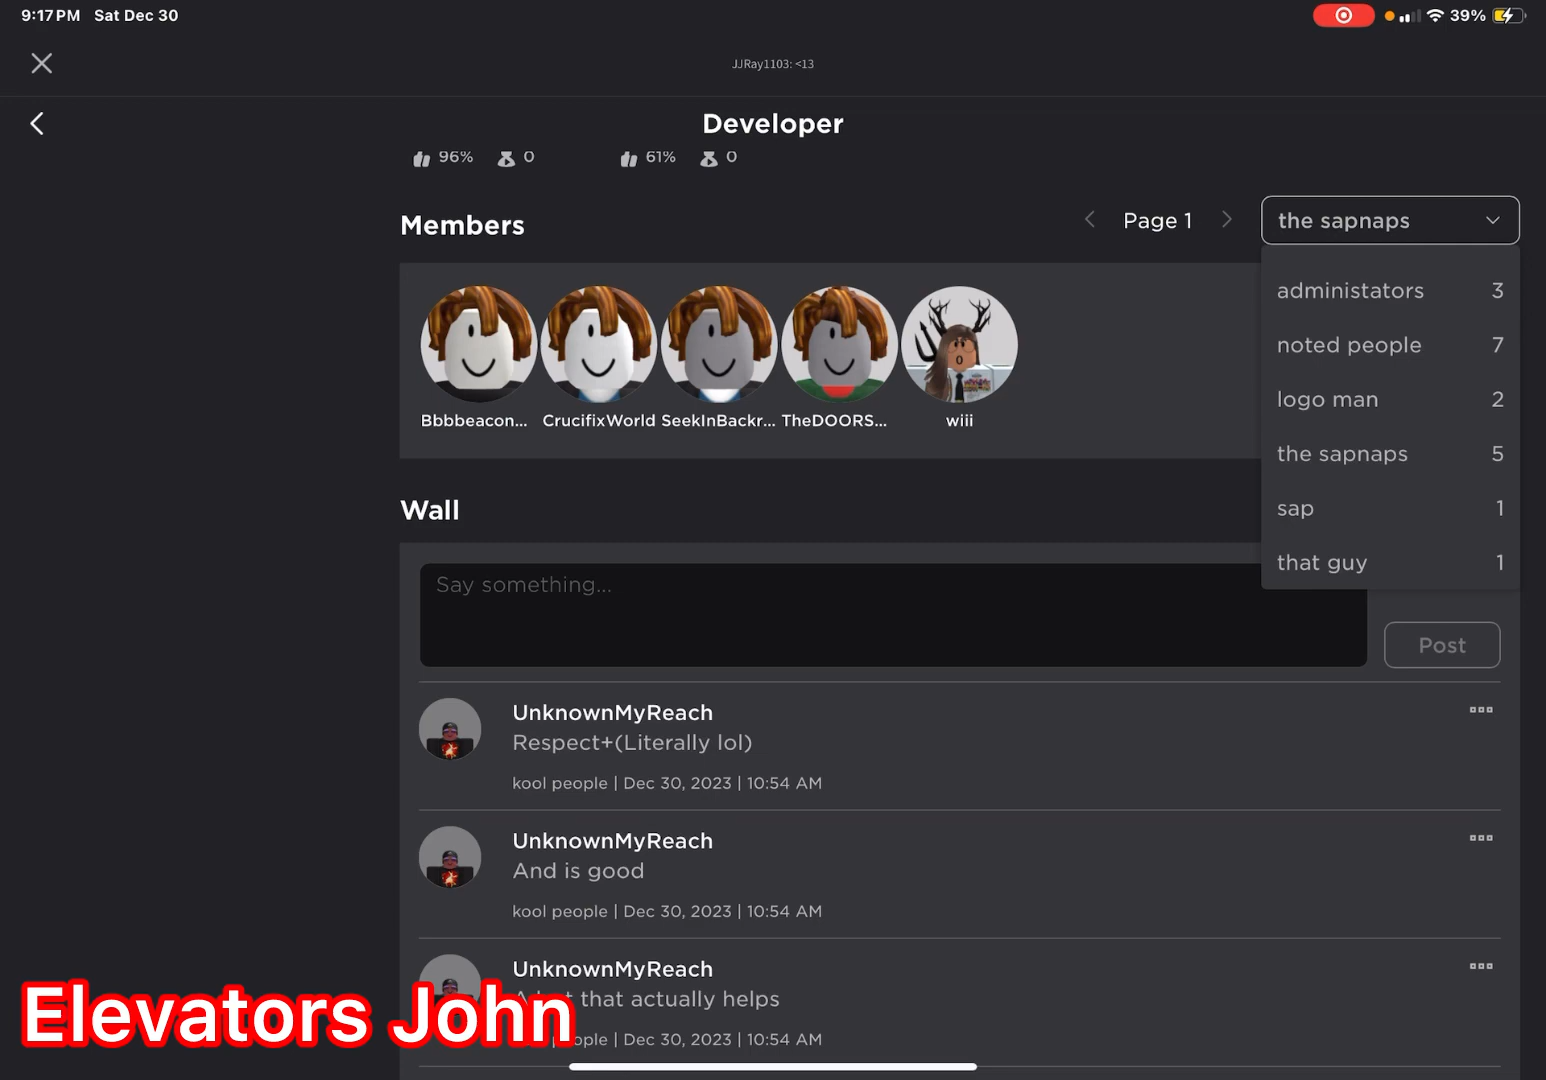 9:17 PM Sat Dec 30
39%
JJRay1103: <13
Developer
96% 0 61% 0
Members
Page 1
the sapnaps
administators 3
noted people 7
logo man 2
the sapnaps 5
sap 1
that guy 1
Bbbbeacon... CrucifixWorld SeekInBackr... TheDOORS... wiii
Wall
Say something...
Post
UnknownMyReach
Respect+(Literally lol)
kool people | Dec 30, 2023 | 10:54 AM
UnknownMyReach
And is good
kool people | Dec 30, 2023 | 10:54 AM
UnknownMyReach
that actually helps
people | Dec 30, 2023 | 10:54 AM
Elevators John